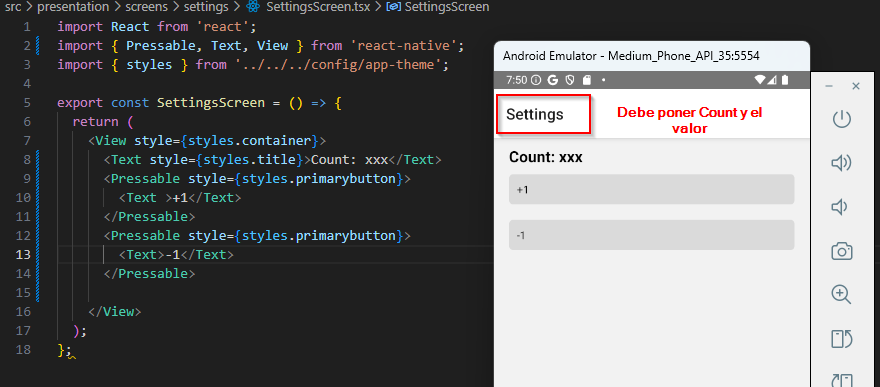 src > presentation > screens > settings > SettingsScreen.tsx > SettingsScreen
1 import React from 'react';
2 import { Pressable, Text, View } from 'react-native';
3 import { styles } from '../../../config/app-theme';
4
5 export const SettingsScreen = () => {
6 return (
7 <View style={styles.container}>
8 <Text style={styles.title}>Count: xxx</Text>
9 <Pressable style={styles.primarybutton}>
10 <Text >+1</Text>
11 </Pressable>
12 <Pressable style={styles.primarybutton}>
13 <Text>-1</Text>
14 </Pressable>
15
16 </View>
17 );
18 };
Android Emulator - Medium_Phone_API_35:5554
7:50
Settings
Debe poner Count y el
valor
Count: xxx
+1
-1